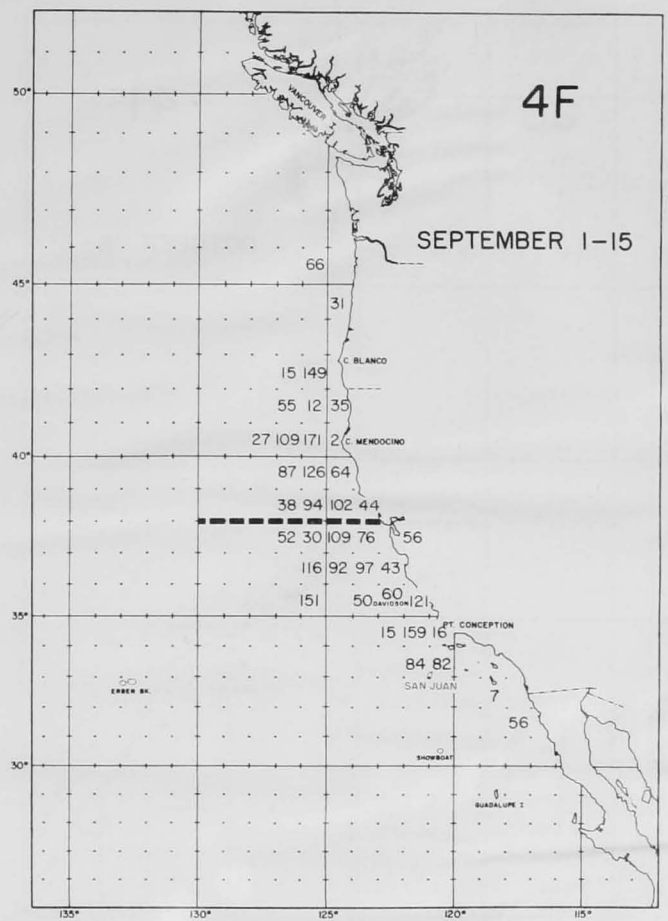 4F
50°
VANCOUVER I.
SEPTEMBER 1-15
66
45°
31
C. BLANCO
15 149
55 12 35
27 109 171 2 C. MENDOCINO
40°
87 126 64
38 94 102 44
52 30 109 76 56
116 92 97 43
60
151 50 DAVIDSON 121
35°
PT. CONCEPTION
15 159 16
84 82
SAN JUAN
ERBEN BK.
7
56
SHOWBOAT
30°
GUADALUPE I.
135° 130° 125° 120° 115°